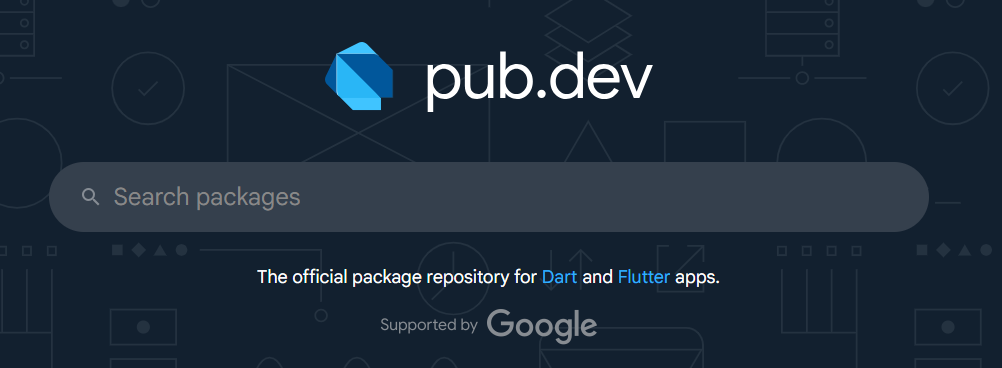 pub.dev
Search packages
The official package repository for Dart and Flutter apps.
Supported by Google